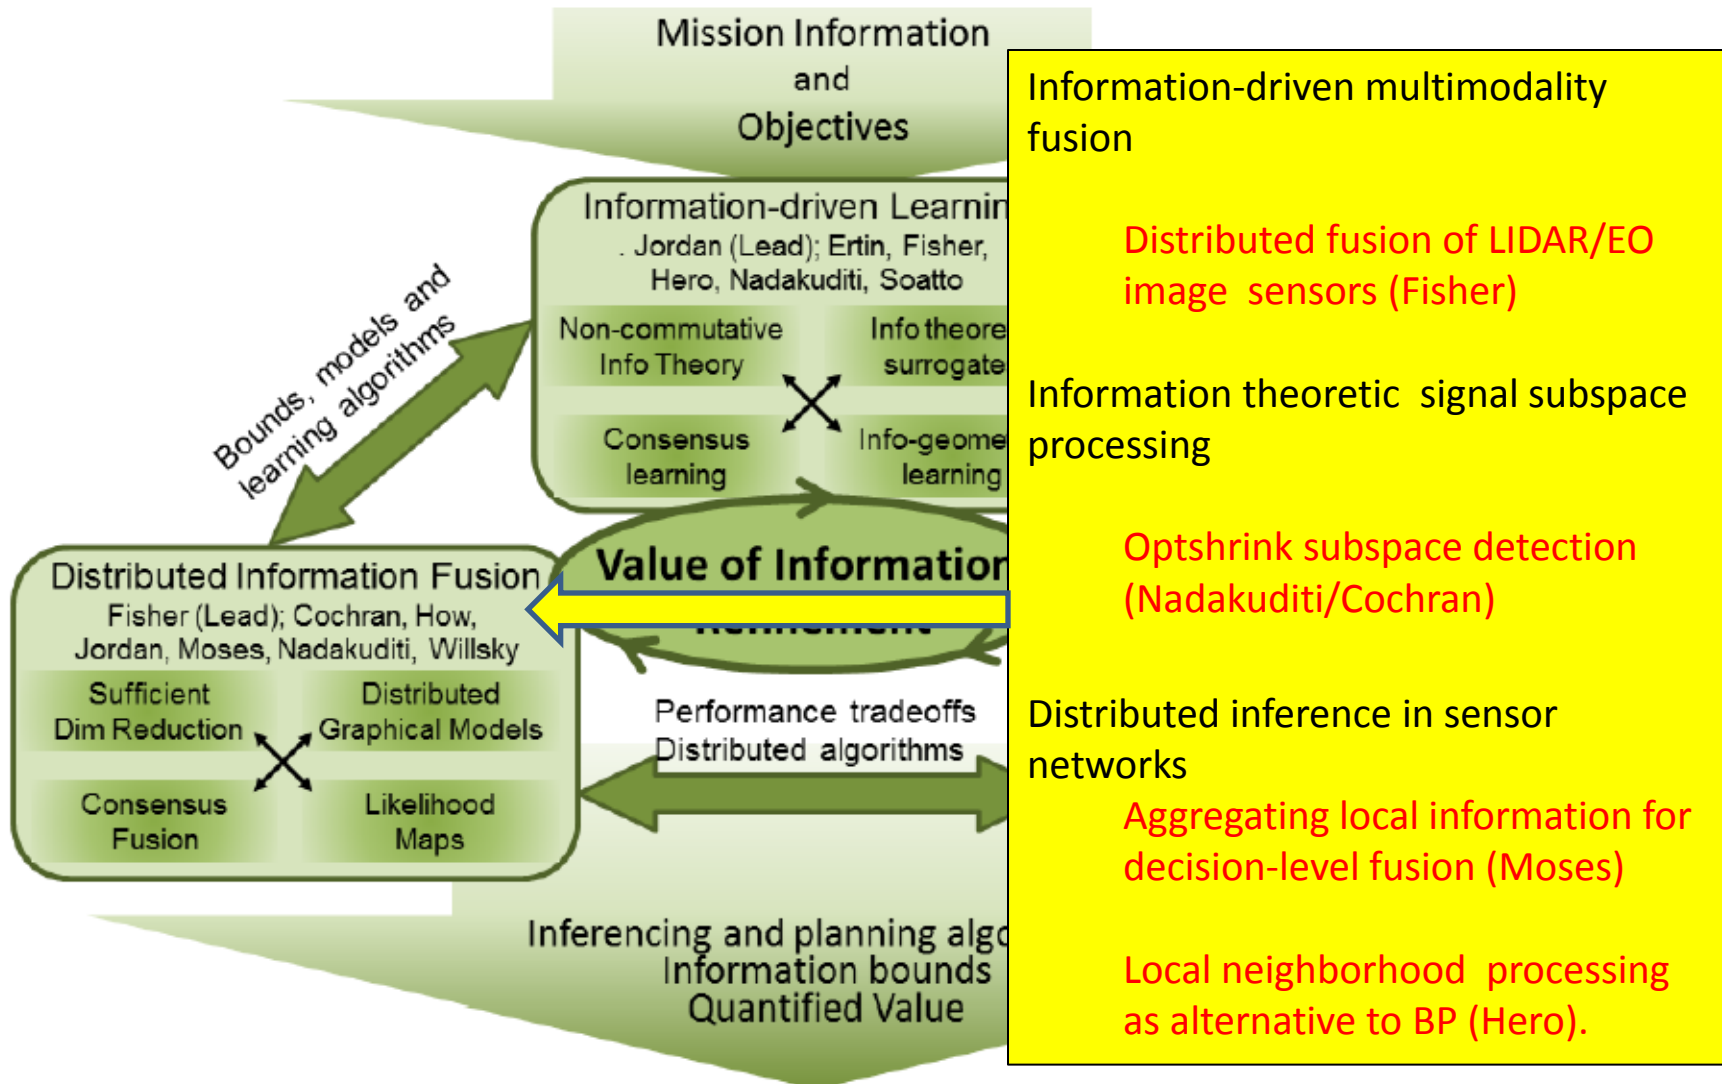 Mission Information
and
Objectives
Information-driven Learnin
. Jordan (Lead); Ertin, Fisher,
Hero, Nadakuditi, Soatto
Non-commutative
Info Theory
Info theore
surrogate
Consensus
learning
Info-geome
learning
Bounds, models and
learning algorithms
Value of Information
Refinement
Distributed Information Fusion
Fisher (Lead); Cochran, How,
Jordan, Moses, Nadakuditi, Willsky
Sufficient
Dim Reduction
Distributed
Graphical Models
Consensus
Fusion
Likelihood
Maps
Performance tradeoffs
Distributed algorithms
Inferencing and planning algo
Information bounds
Quantified Value
Information-driven multimodality
fusion
Distributed fusion of LIDAR/EO
image sensors (Fisher)
Information theoretic signal subspace
processing
Optshrink subspace detection
(Nadakuditi/Cochran)
Distributed inference in sensor
networks
Aggregating local information for
decision-level fusion (Moses)
Local neighborhood processing
as alternative to BP (Hero).